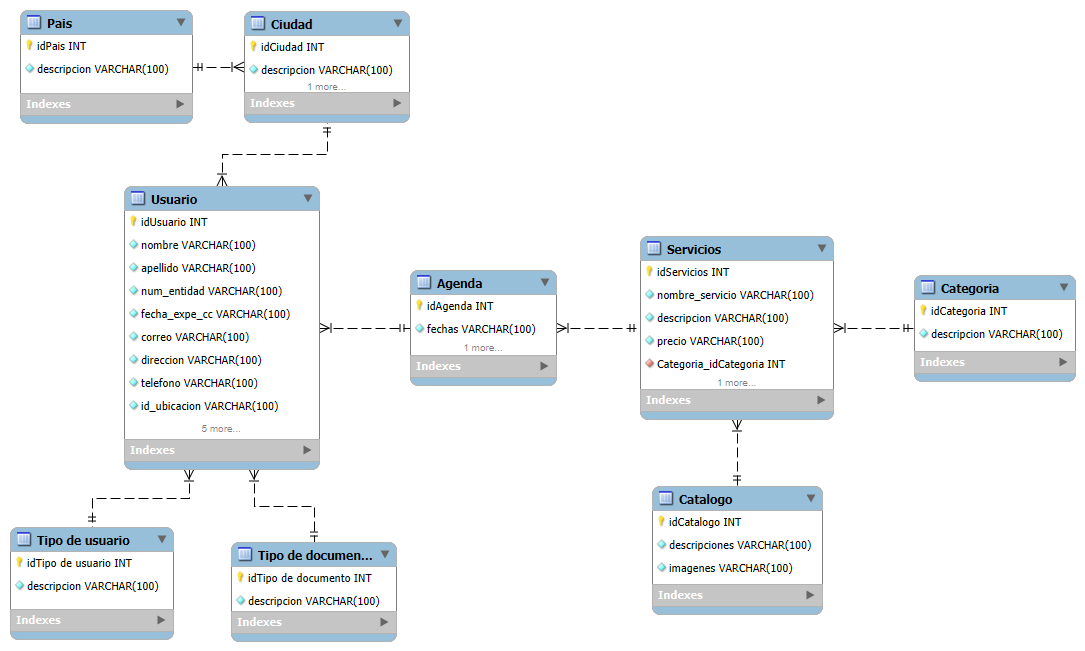 Pais
idPais INT
descripcion VARCHAR(100)
Indexes
Ciudad
idCiudad INT
descripcion VARCHAR(100)
1 more...
Indexes
Usuario
idUsuario INT
nombre VARCHAR(100)
apellido VARCHAR(100)
num_entidad VARCHAR(100)
fecha_expe_cc VARCHAR(100)
correo VARCHAR(100)
direccion VARCHAR(100)
telefono VARCHAR(100)
id_ubicacion VARCHAR(100)
5 more...
Indexes
Agenda
idAgenda INT
fechas VARCHAR(100)
1 more...
Indexes
Servicios
idServicios INT
nombre_servicio VARCHAR(100)
descripcion VARCHAR(100)
precio VARCHAR(100)
Categoria_idCategoria INT
1 more...
Indexes
Categoria
idCategoria INT
descripcion VARCHAR(100)
Indexes
Tipo de usuario
idTipo de usuario INT
descripcion VARCHAR(100)
Indexes
Tipo de documen...
idTipo de documento INT
descripcion VARCHAR(100)
Indexes
Catalogo
idCatalogo INT
descripciones VARCHAR(100)
imagenes VARCHAR(100)
Indexes